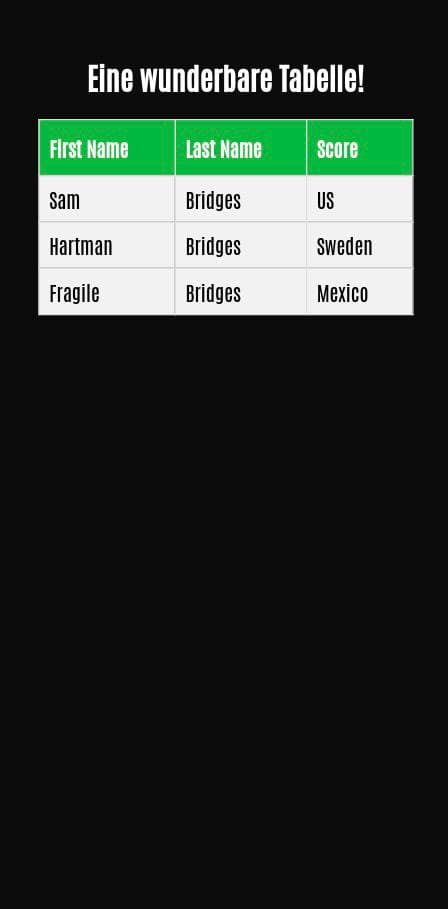 Eine wunderbare Tabelle!
First Name Last Name Score
Sam Bridges US
Hartman Bridges Sweden
Fragile Bridges Mexico